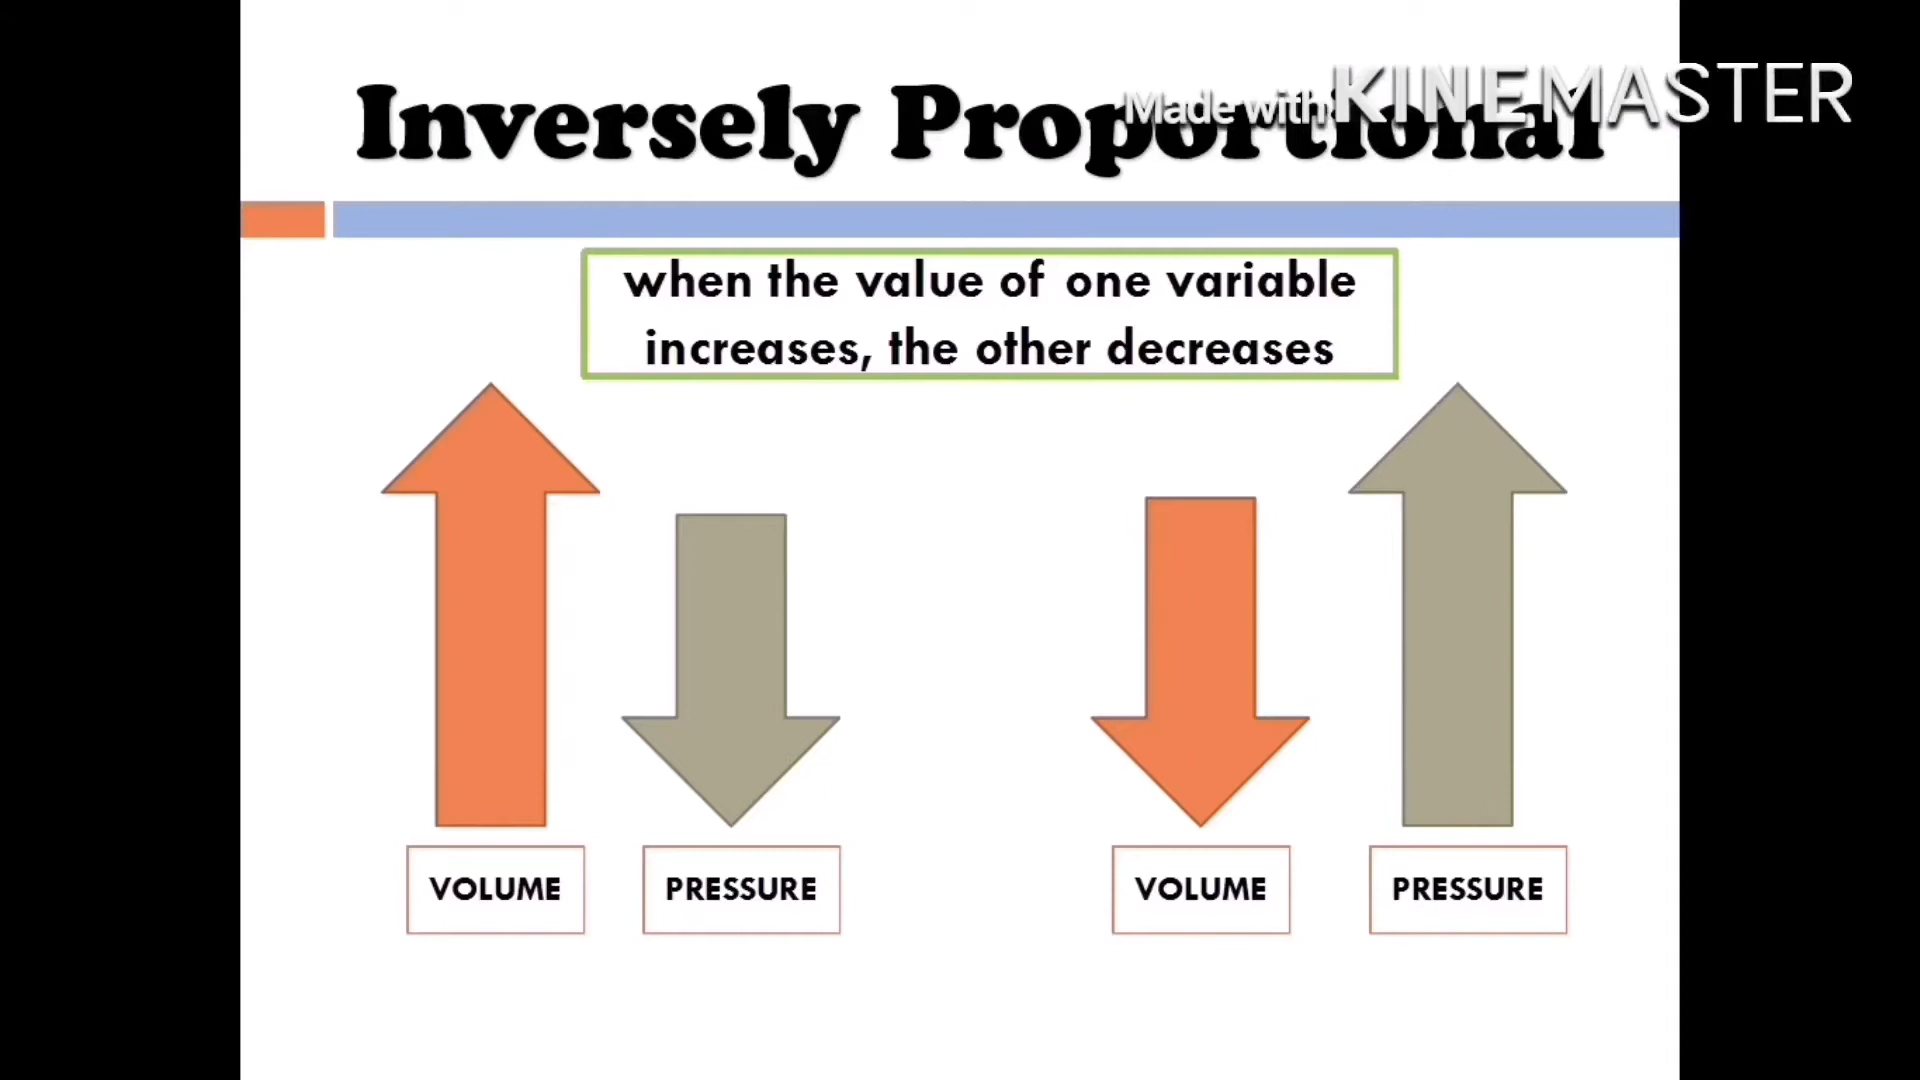 Inversely Proportional
Made with KINEMASTER
when the value of one variable
increases, the other decreases
VOLUME
PRESSURE
VOLUME
PRESSURE